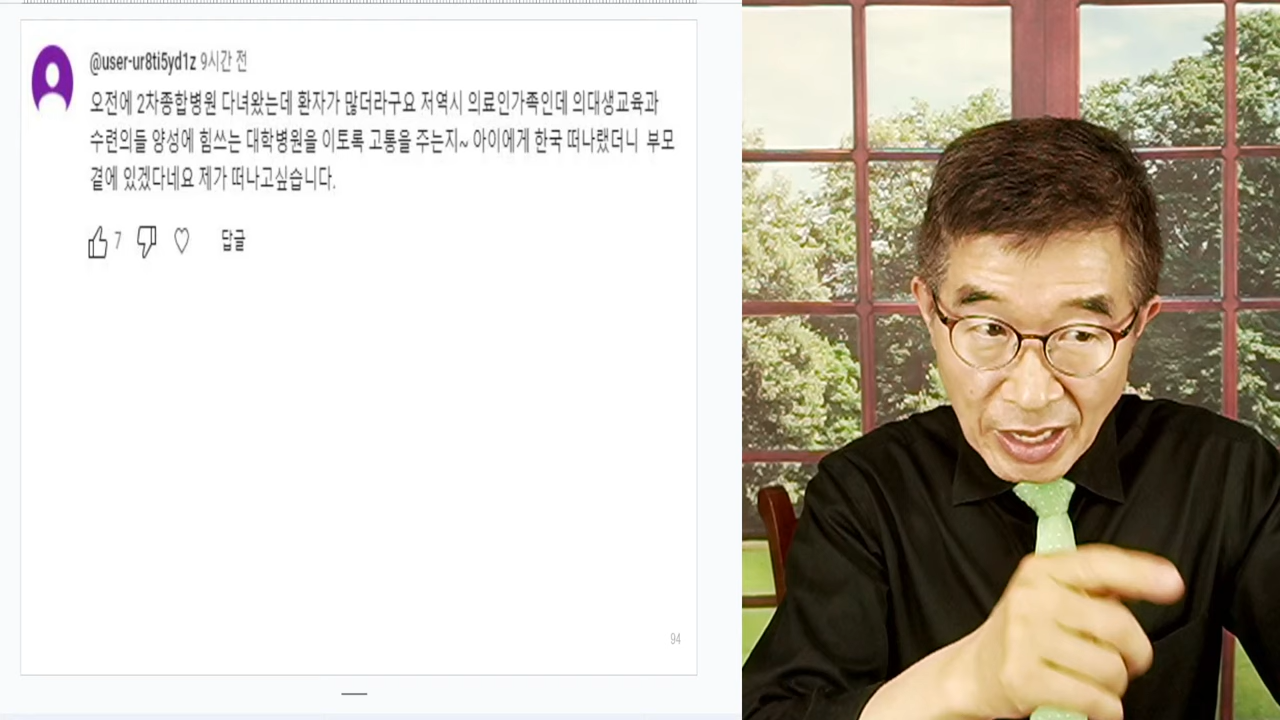 @user-ur8ti5yd1z 9시간 전
오전에 2차종합병원 다녀왔는데 환자가 많더라구요 저역시 의료인가족인데 의대생교육과
수련의들 양성에 힘쓰는 대학병원을 이토록 고통을 주는지~ 아이에게 한국 떠나랬더니 부모
곁에 있겠다네요 제가 떠나고싶습니다.
7 답글
94